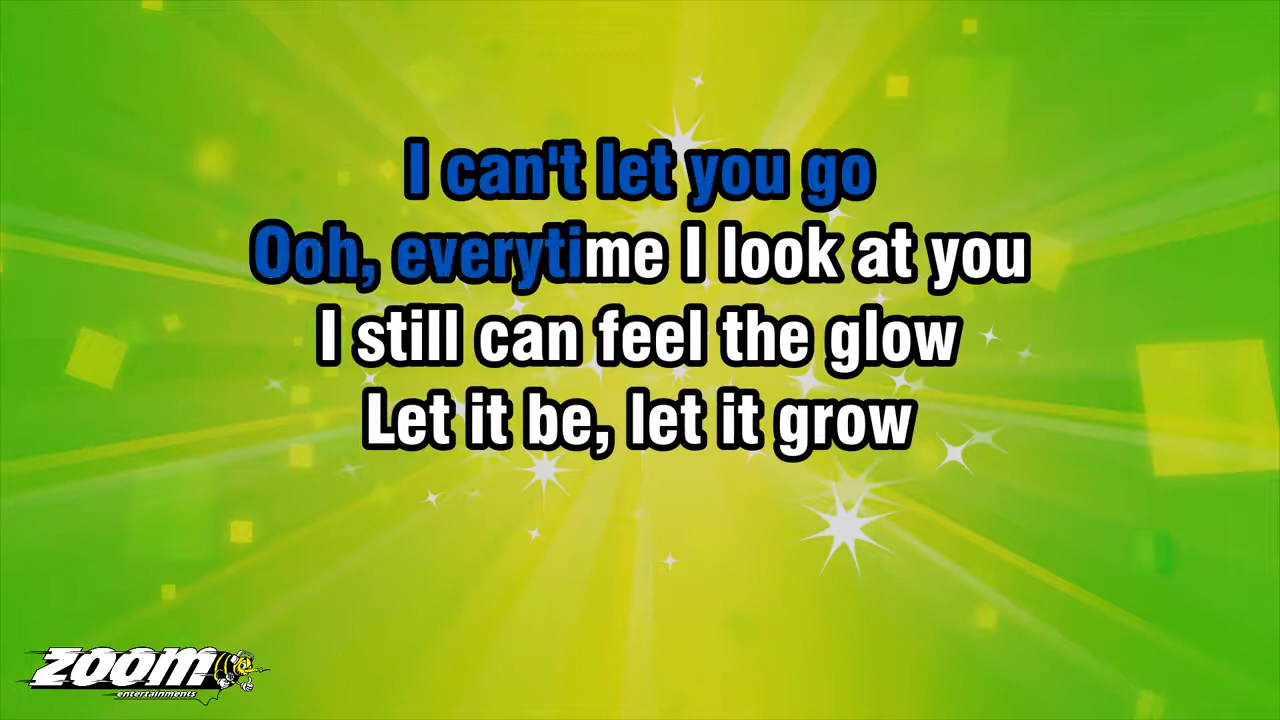 I can't let you go
Ooh, everytime I look at you
I still can feel the glow
Let it be, let it grow
ZOOM
entertainments